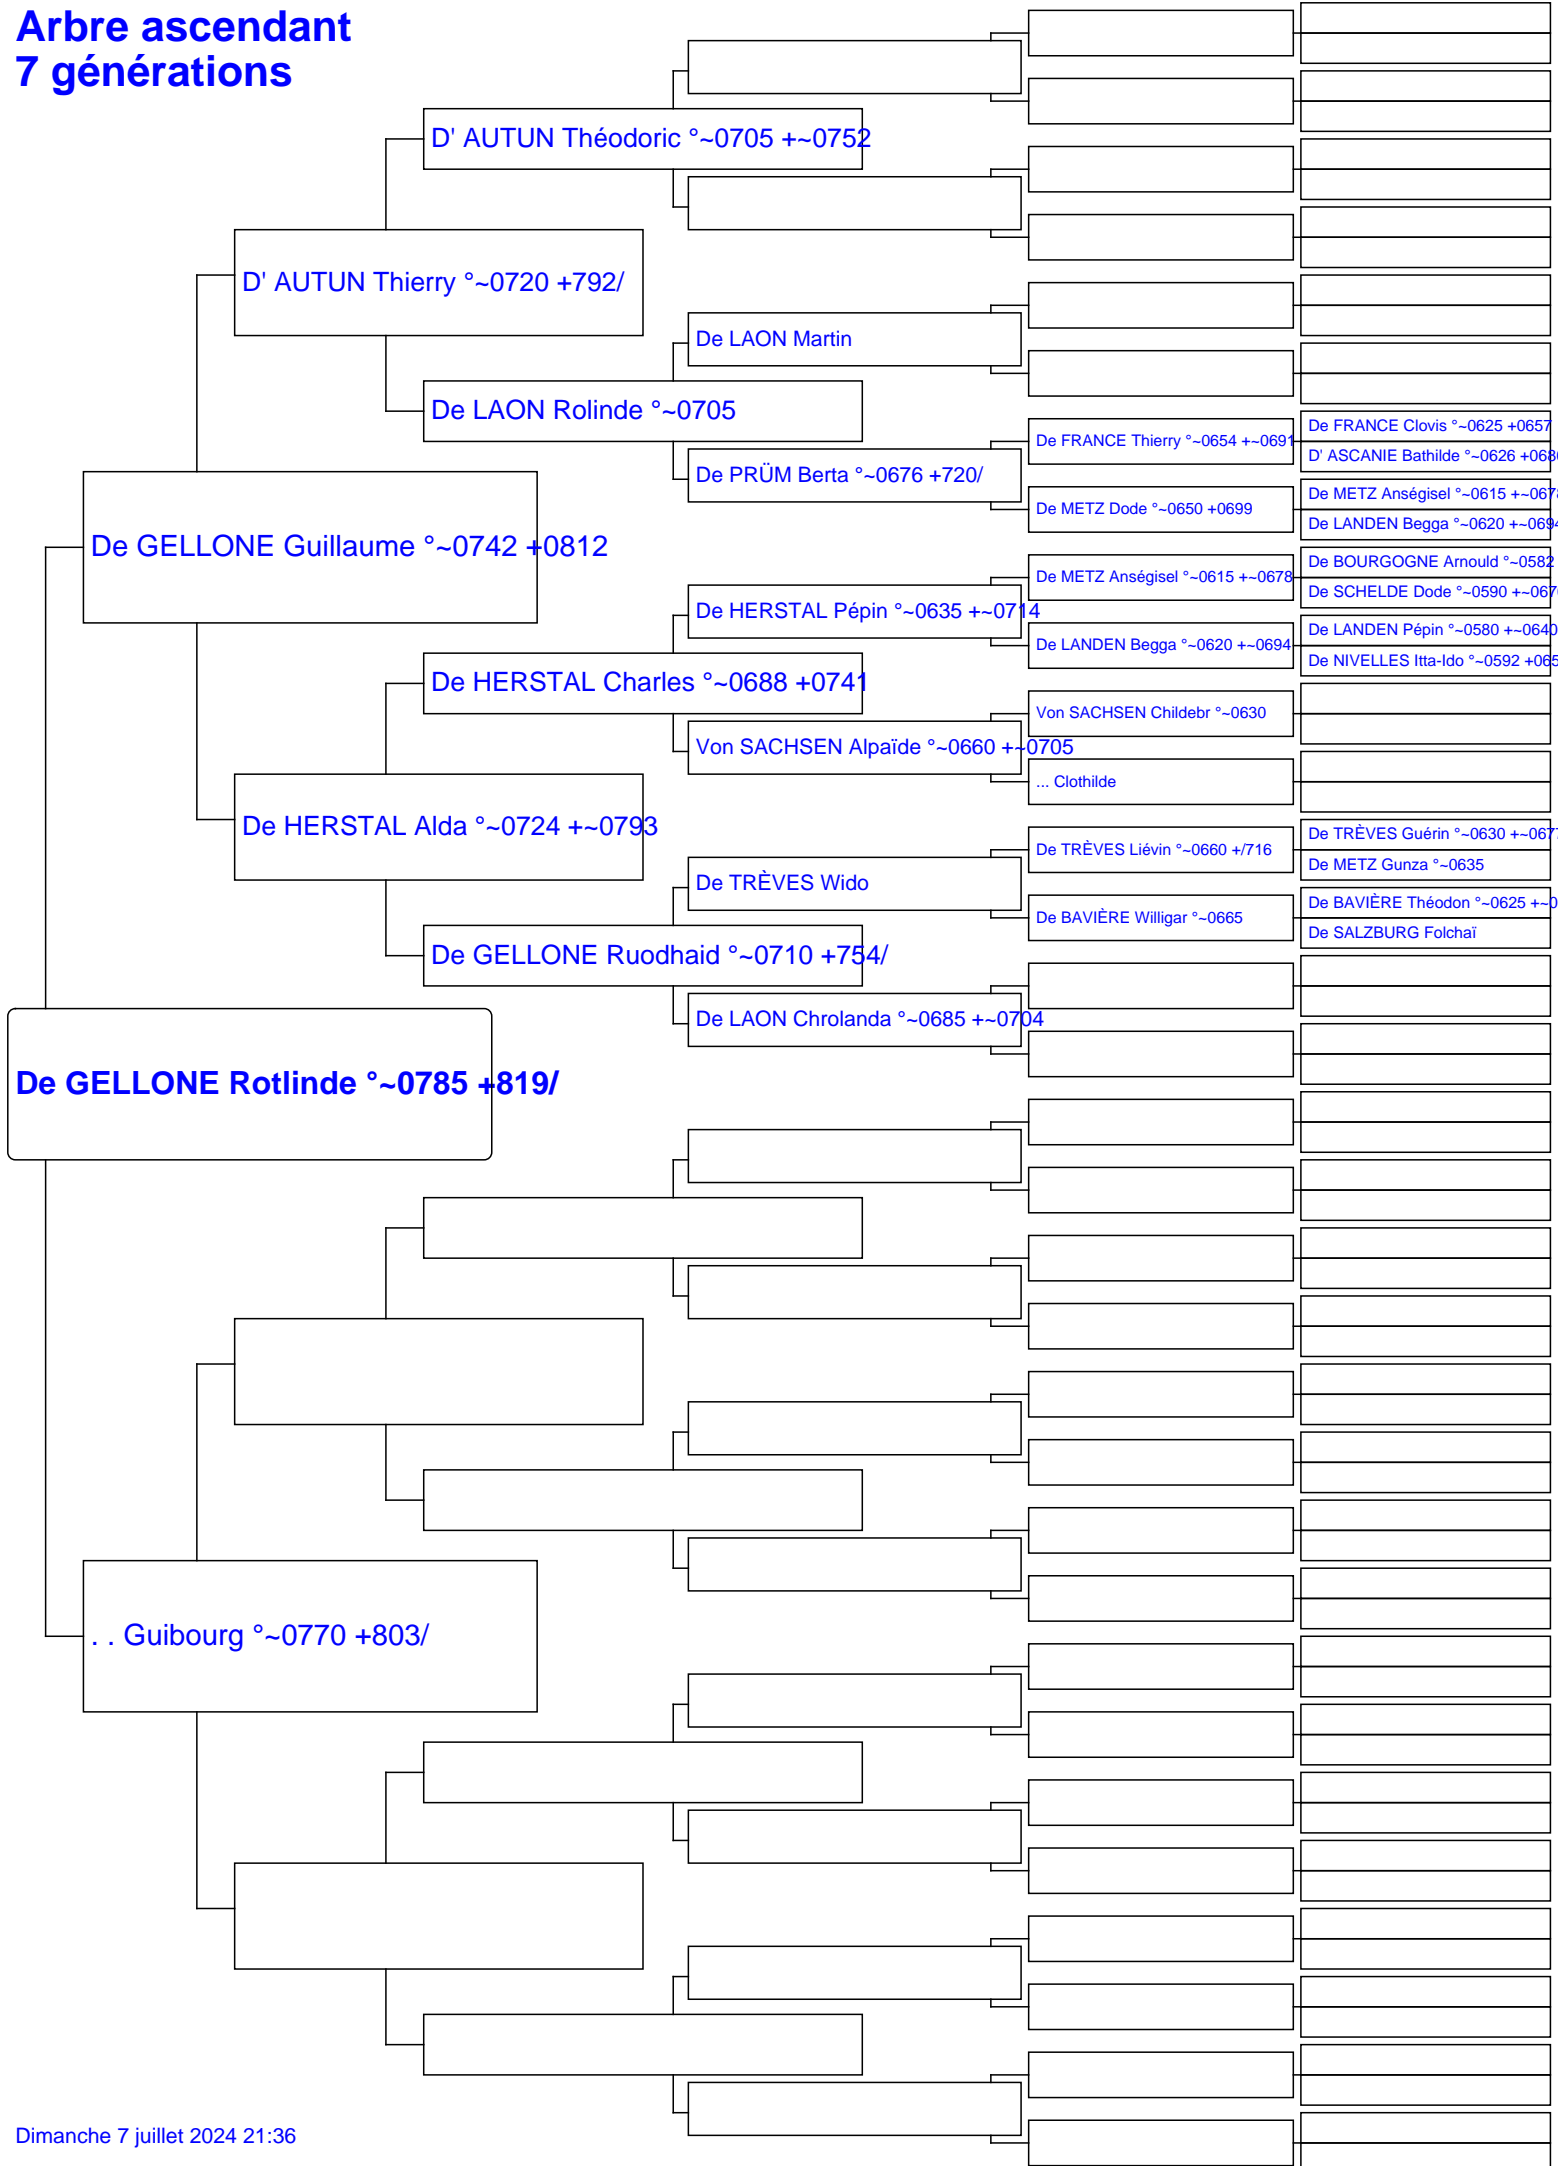 Arbre ascendant
7 générations
D' AUTUN Théodoric °~0705 +~0752
D' AUTUN Thierry °~0720 +792/
De LAON Martin
De LAON Rolinde °~0705
De FRANCE Clovis °~0625 +0657
De FRANCE Thierry °~0654 +~0691
D' ASCANIE Bathilde °~0626 +068
De PRÜM Berta °~0676 +720/
De METZ Anségisel °~0615 +~0678
De METZ Dode °~0650 +0699
De LANDEN Begga °~0620 +~0694
De GELLONE Guillaume °~0742 +0812
De BOURGOGNE Arnould °~0582
De METZ Anségisel °~0615 +~0678
De SCHELDE Dode °~0590 +~067
De HERSTAL Pépin °~0635 +~0714
De LANDEN Pépin °~0580 +~0640
De LANDEN Begga °~0620 +~0694
De NIVELLES Itta-Ido °~0592 +065
De HERSTAL Charles °~0688 +0741
Von SACHSEN Childebr °~0630
Von SACHSEN Alpaïde °~0660 +~0705
... Clothilde
De HERSTAL Alda °~0724 +~0793
De TRÈVES Guérin °~0630 +~0677
De TRÈVES Liévin °~0660 +/716
De METZ Gunza °~0635
De TRÈVES Wido
De BAVIÈRE Théodon °~0625 +~0
De BAVIÈRE Willigar °~0665
De SALZBURG Folchaï
De GELLONE Ruodhaid °~0710 +754/
De LAON Chrolanda °~0685 +~0704
De GELLONE Rotlinde °~0785 +819/
. . Guibourg °~0770 +803/
Dimanche 7 juillet 2024 21:36